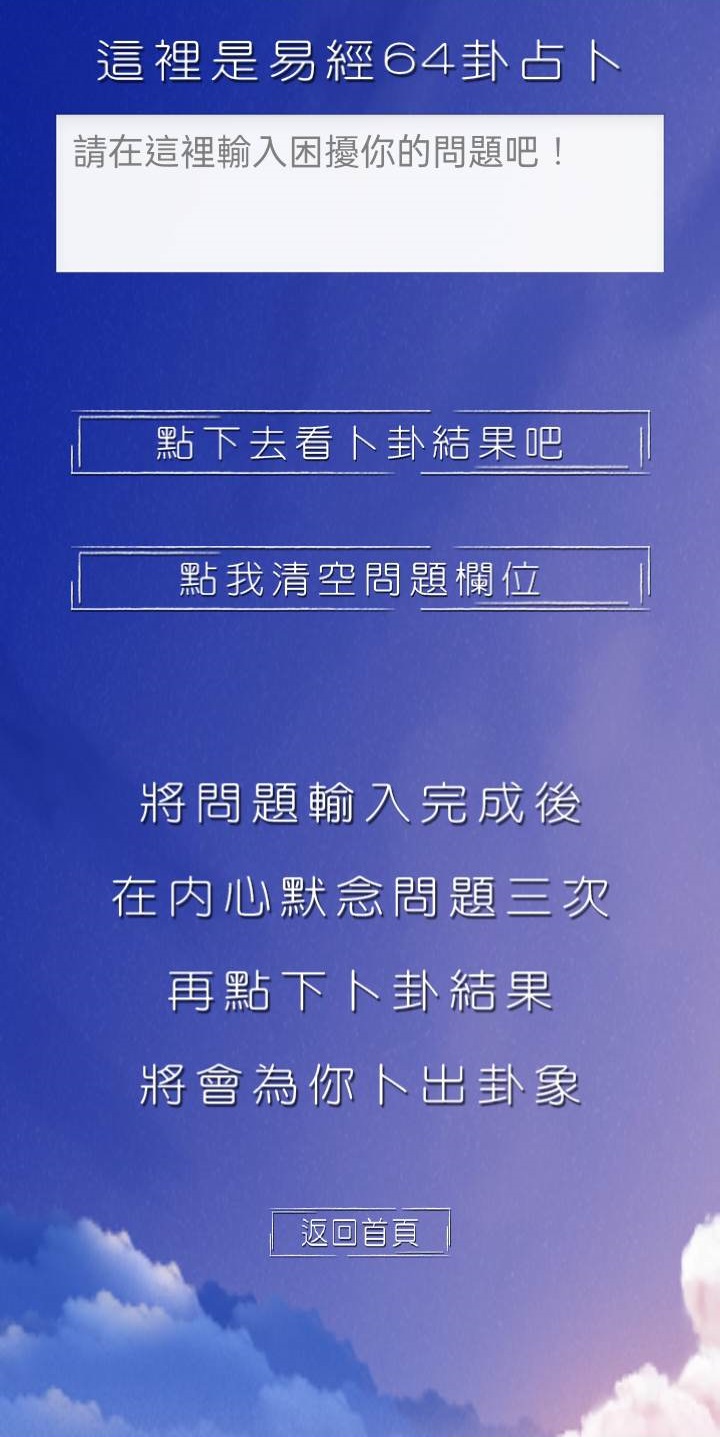 這裡是易經64卦占卜
請在這裡輸入困擾你的問題吧！
點下去看卜卦結果吧
點我清空問題欄位
將問題輸入完成後
在內心默念問題三次
再點下卜卦結果
將會為你卜出卦象
返回首頁